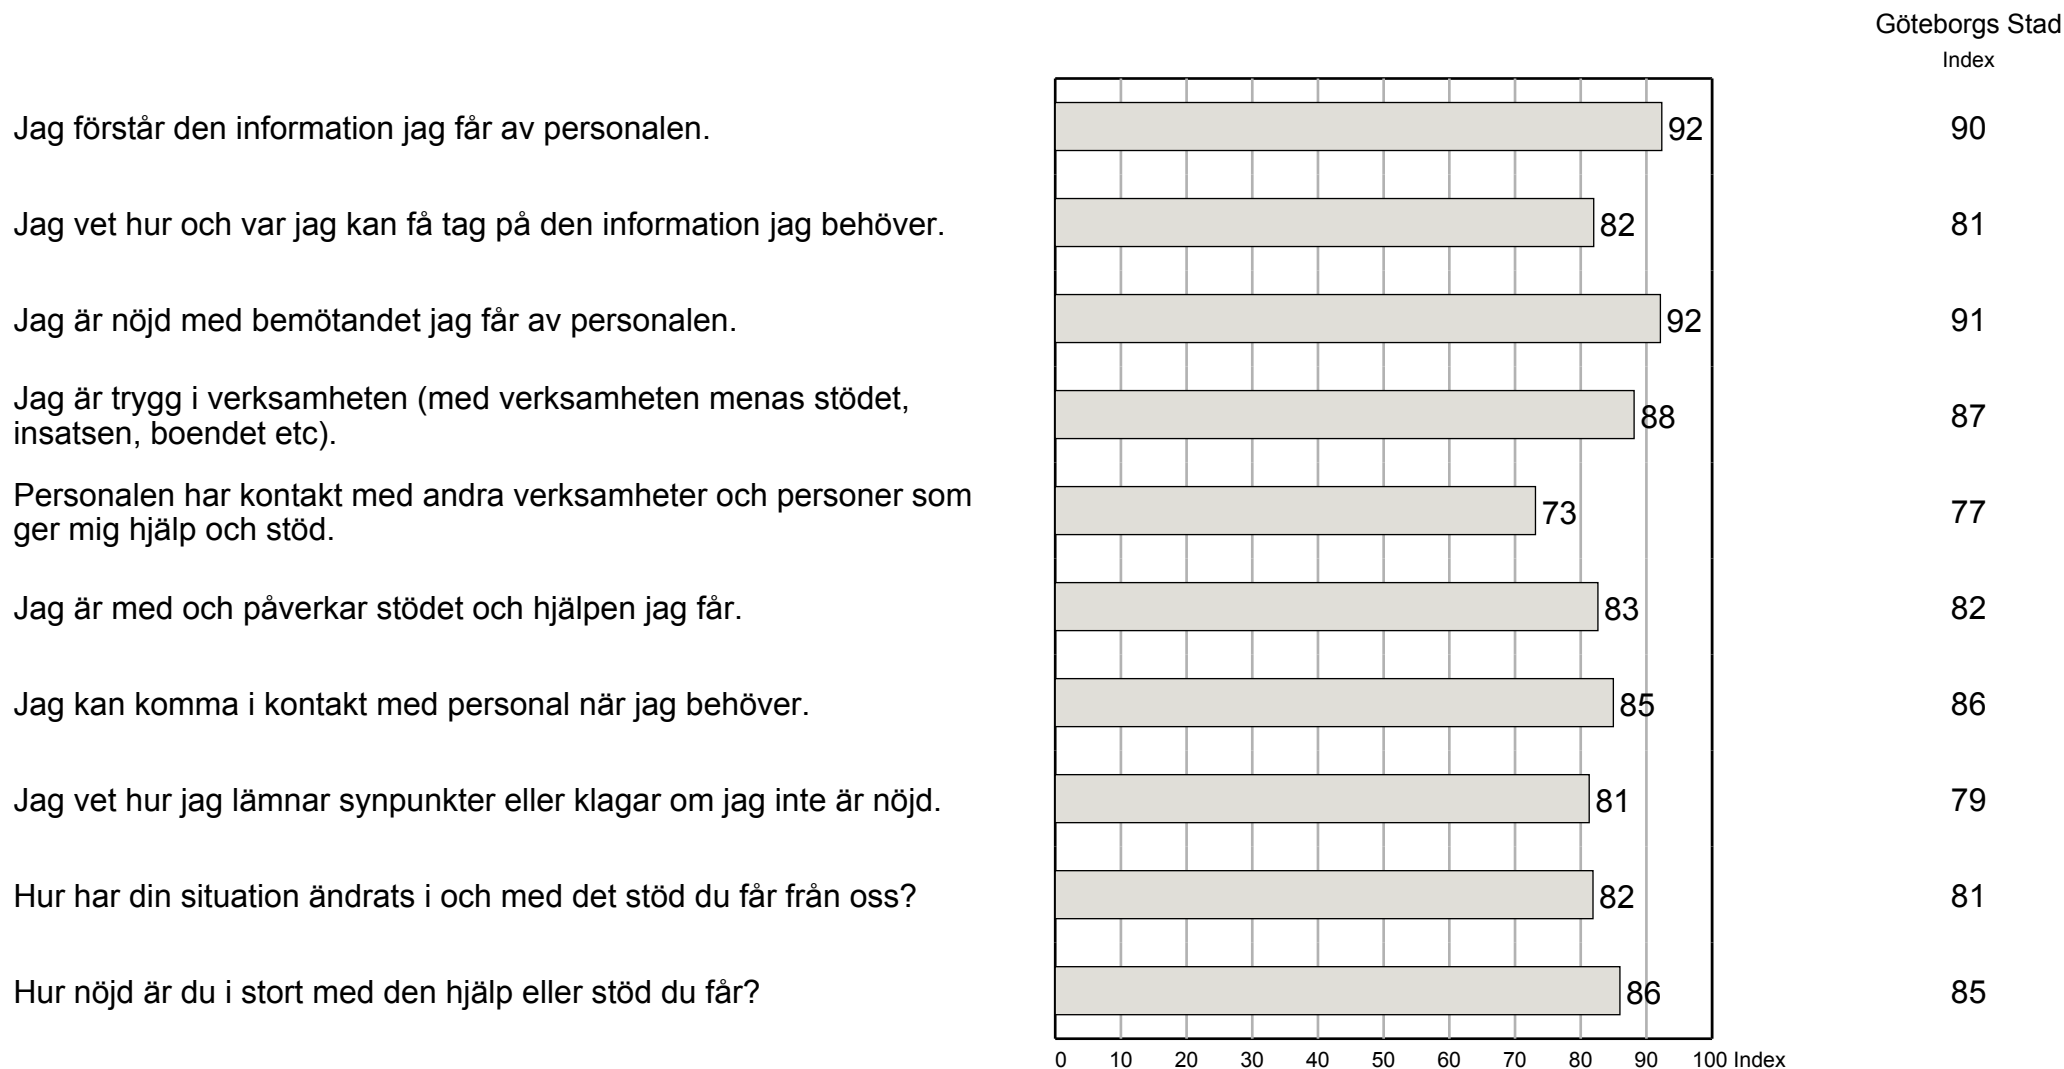 Göteborgs Stad
Index
Jag förstår den information jag får av personalen.
92
90
Jag vet hur och var jag kan få tag på den information jag behöver.
82
81
Jag är nöjd med bemötandet jag får av personalen.
92
91
Jag är trygg i verksamheten (med verksamheten menas stödet,
insatsen, boendet etc).
88
87
Personalen har kontakt med andra verksamheter och personer som
ger mig hjälp och stöd.
73
77
Jag är med och påverkar stödet och hjälpen jag får.
83
82
Jag kan komma i kontakt med personal när jag behöver.
85
86
Jag vet hur jag lämnar synpunkter eller klagar om jag inte är nöjd.
81
79
Hur har din situation ändrats i och med det stöd du får från oss?
82
81
Hur nöjd är du i stort med den hjälp eller stöd du får?
86
85
0 10 20 30 40 50 60 70 80 90 100 Index